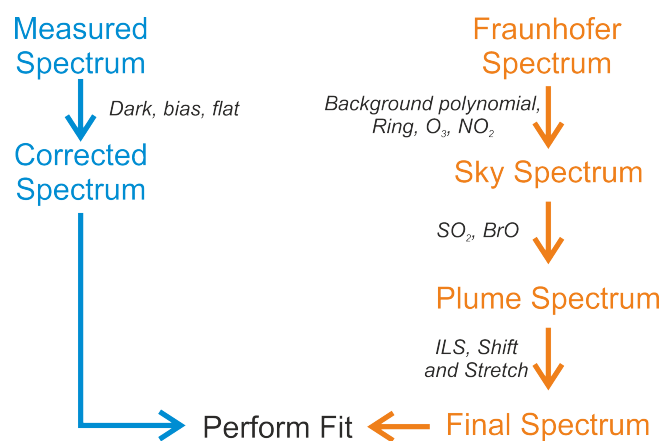 Measured
Spectrum
Dark, bias, flat
Corrected
Spectrum
Fraunhofer
Spectrum
Background polynomial,
Ring, O₃, NO₂
Sky Spectrum
SO₂, BrO
Plume Spectrum
ILS, Shift
and Stretch
Final Spectrum
Perform Fit